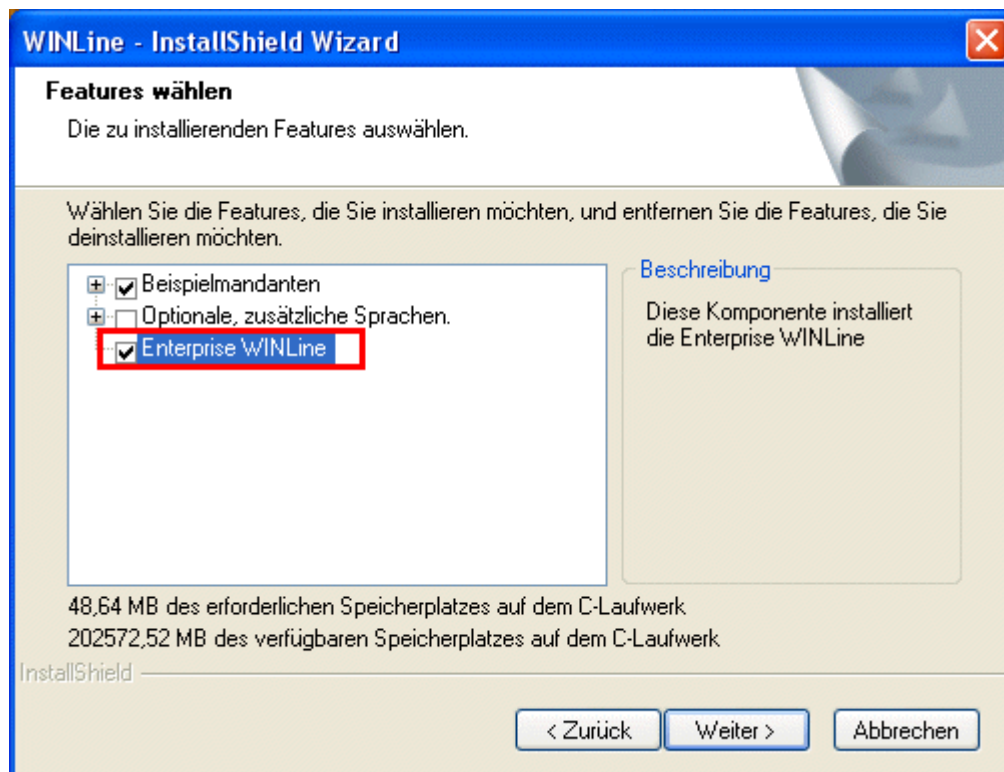 WINLine - InstallShield Wizard
Features wählen
Die zu installierenden Features auswählen.
Wählen Sie die Features, die Sie installieren möchten, und entfernen Sie die Features, die Sie
deinstallieren möchten.
Beispielmandanten
Optionale, zusätzliche Sprachen.
Enterprise WINLine
Beschreibung
Diese Komponente installiert
die Enterprise WINLine
48,64 MB des erforderlichen Speicherplatzes auf dem C-Laufwerk
202572,52 MB des verfügbaren Speicherplatzes auf dem C-Laufwerk
InstallShield
< Zurück
Weiter >
Abbrechen